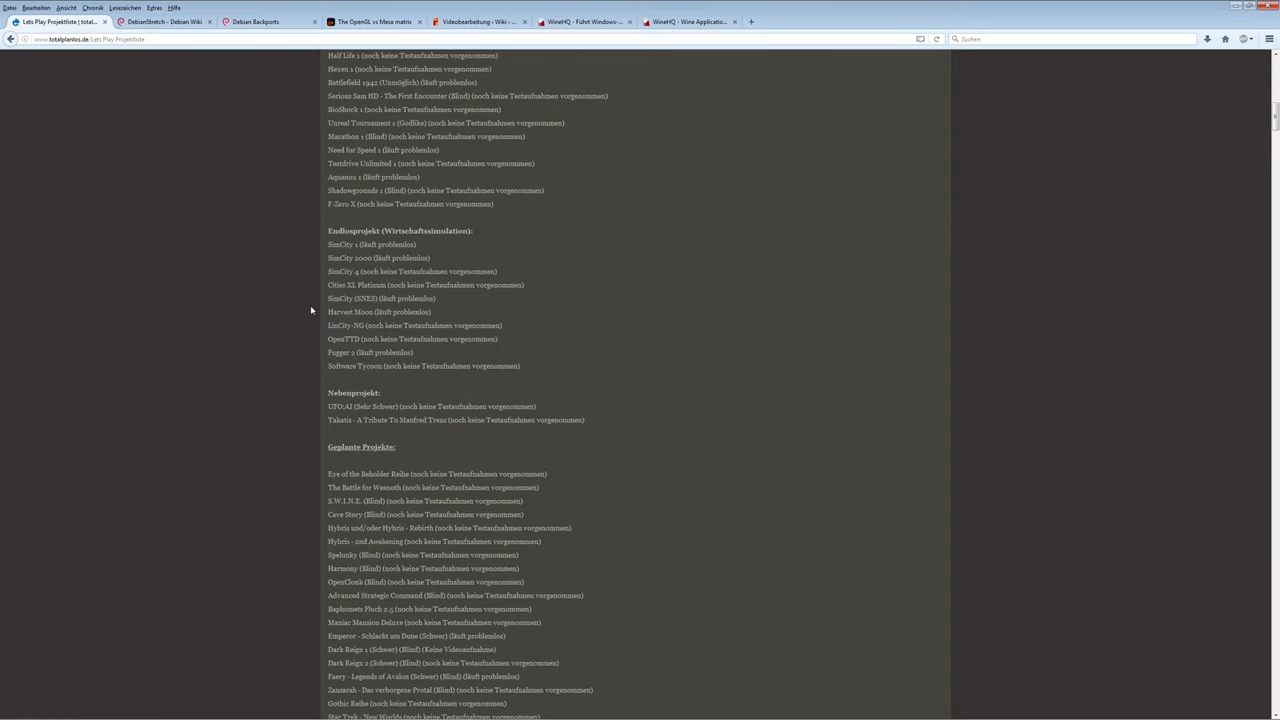 Datei Bearbeiten Ansicht Chronik Lesezeichen Extras Hilfe
Lets Play Projektliste | total... × DebianStretch - Debian Wiki × Debian Backports × The OpenGL vs Mesa matrix × Videobearbeitung › Wiki › ... × WineHQ - Führt Windows-... × WineHQ - Wine Applicatio... ×
www.totalplanlos.de/Lets Play Projektliste
Suchen
Half Life 1 (noch keine Testaufnahmen vorgenommen)
Hexen 1 (noch keine Testaufnahmen vorgenommen)
Battlefield 1942 (Unmöglich) (läuft problemlos)
Serious Sam HD - The First Encounter (Blind) (noch keine Testaufnahmen vorgenommen)
BioShock 1 (noch keine Testaufnahmen vorgenommen)
Unreal Tournament 1 (Godlike) (noch keine Testaufnahmen vorgenommen)
Marathon 1 (Blind) (noch keine Testaufnahmen vorgenommen)
Need for Speed 1 (läuft problemlos)
Testdrive Unlimited 1 (noch keine Testaufnahmen vorgenommen)
Aquanox 1 (läuft problemlos)
Shadowgrounds 1 (Blind) (noch keine Testaufnahmen vorgenommen)
F-Zero X (noch keine Testaufnahmen vorgenommen)
Endlosprojekt (Wirtschaftssimulation):
SimCity 1 (läuft problemlos)
SimCity 2000 (läuft problemlos)
SimCity 4 (noch keine Testaufnahmen vorgenommen)
Cities XL Platinum (noch keine Testaufnahmen vorgenommen)
SimCity (SNES) (läuft problemlos)
Harvest Moon (läuft problemlos)
LinCity-NG (noch keine Testaufnahmen vorgenommen)
OpenTTD (noch keine Testaufnahmen vorgenommen)
Fugger 2 (läuft problemlos)
Software Tycoon (noch keine Testaufnahmen vorgenommen)
Nebenprojekt:
UFO:AI (Sehr Schwer) (noch keine Testaufnahmen vorgenommen)
Takatis - A Tribute To Manfred Trenz (noch keine Testaufnahmen vorgenommen)
Geplante Projekte:
Eye of the Beholder Reihe (noch keine Testaufnahmen vorgenommen)
The Battle for Wesnoth (noch keine Testaufnahmen vorgenommen)
S.W.I.N.E. (Blind) (noch keine Testaufnahmen vorgenommen)
Cave Story (Blind) (noch keine Testaufnahmen vorgenommen)
Hybris und/oder Hybris - Rebirth (noch keine Testaufnahmen vorgenommen)
Hybris - 2nd Awakening (noch keine Testaufnahmen vorgenommen)
Spelunky (Blind) (noch keine Testaufnahmen vorgenommen)
Harmony (Blind) (noch keine Testaufnahmen vorgenommen)
OpenClonk (Blind) (noch keine Testaufnahmen vorgenommen)
Advanced Strategic Command (Blind) (noch keine Testaufnahmen vorgenommen)
Baphomets Fluch 2.5 (noch keine Testaufnahmen vorgenommen)
Maniac Mansion Deluxe (noch keine Testaufnahmen vorgenommen)
Emperor - Schlacht um Dune (Schwer) (läuft problemlos)
Dark Reign 1 (Schwer) (Blind) (Keine Videoaufnahme)
Dark Reign 2 (Schwer) (Blind) (noch keine Testaufnahmen vorgenommen)
Faery - Legends of Avalon (Schwer) (Blind) (läuft problemlos)
Zanzarah - Das verborgene Protal (Blind) (noch keine Testaufnahmen vorgenommen)
Gothic Reihe (noch keine Testaufnahmen vorgenommen)
Star Trek - New Worlds (noch keine Testaufnahmen vorgenommen)